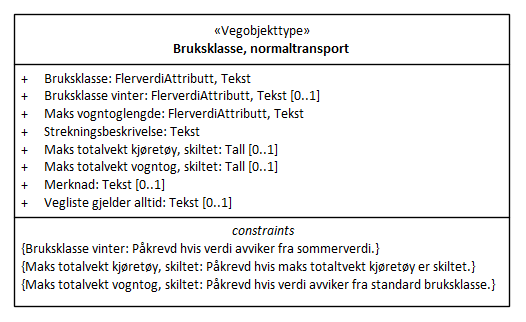 «Vegobjekttype»
Bruksklasse, normaltransport
+ Bruksklasse: FlerverdiAttributt, Tekst
+ Bruksklasse vinter: FlerverdiAttributt, Tekst [0..1]
+ Maks vogntoglengde: FlerverdiAttributt, Tekst
+ Strekningsbeskrivelse: Tekst
+ Maks totalvekt kjøretøy, skiltet: Tall [0..1]
+ Maks totalvekt vogntog, skiltet: Tall [0..1]
+ Merknad: Tekst [0..1]
+ Vegliste gjelder alltid: Tekst [0..1]
constraints
{Bruksklasse vinter: Påkrevd hvis verdi avviker fra sommerverdi.}
{Maks totalvekt kjøretøy, skiltet: Påkrevd hvis maks totaltvekt kjøretøy er skiltet.}
{Maks totalvekt vogntog, skiltet: Påkrevd hvis verdi avviker fra standard bruksklasse.}